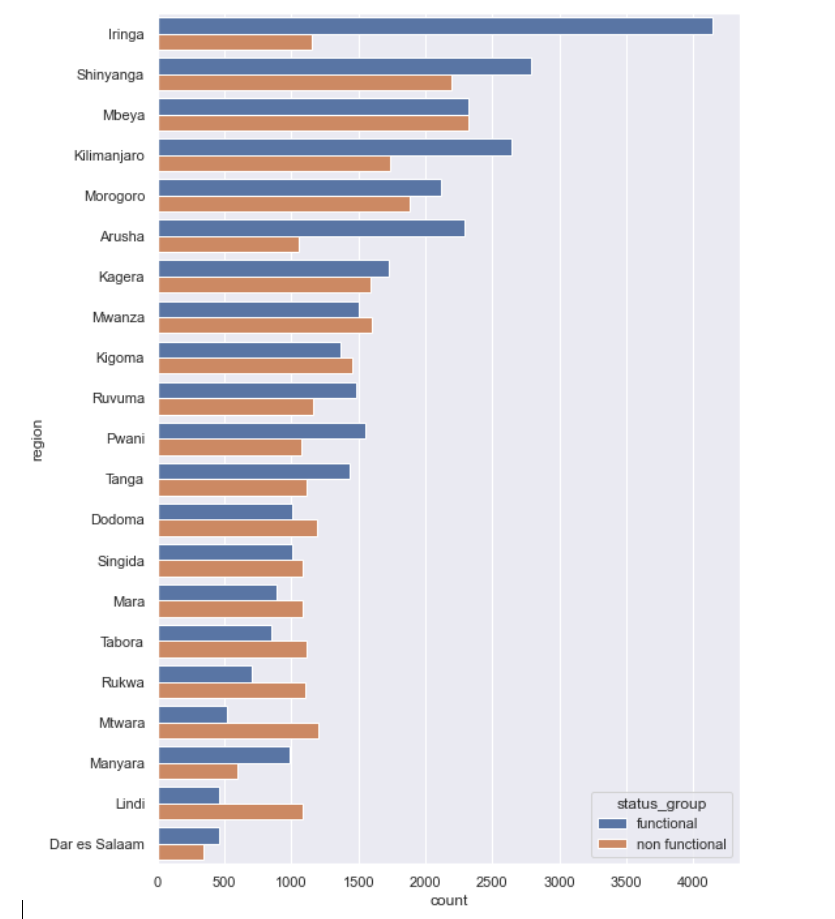 Iringa
Shinyanga
Mbeya
Kilimanjaro
Morogoro
Arusha
Kagera
Mwanza
Kigoma
Ruvuma
region
Pwani
Tanga
Dodoma
Singida
Mara
Tabora
Rukwa
Mtwara
Manyara
Lindi
Dar es Salaam
status_group
functional
non functional
0 500 1000 1500 2000 2500 3000 3500 4000
count